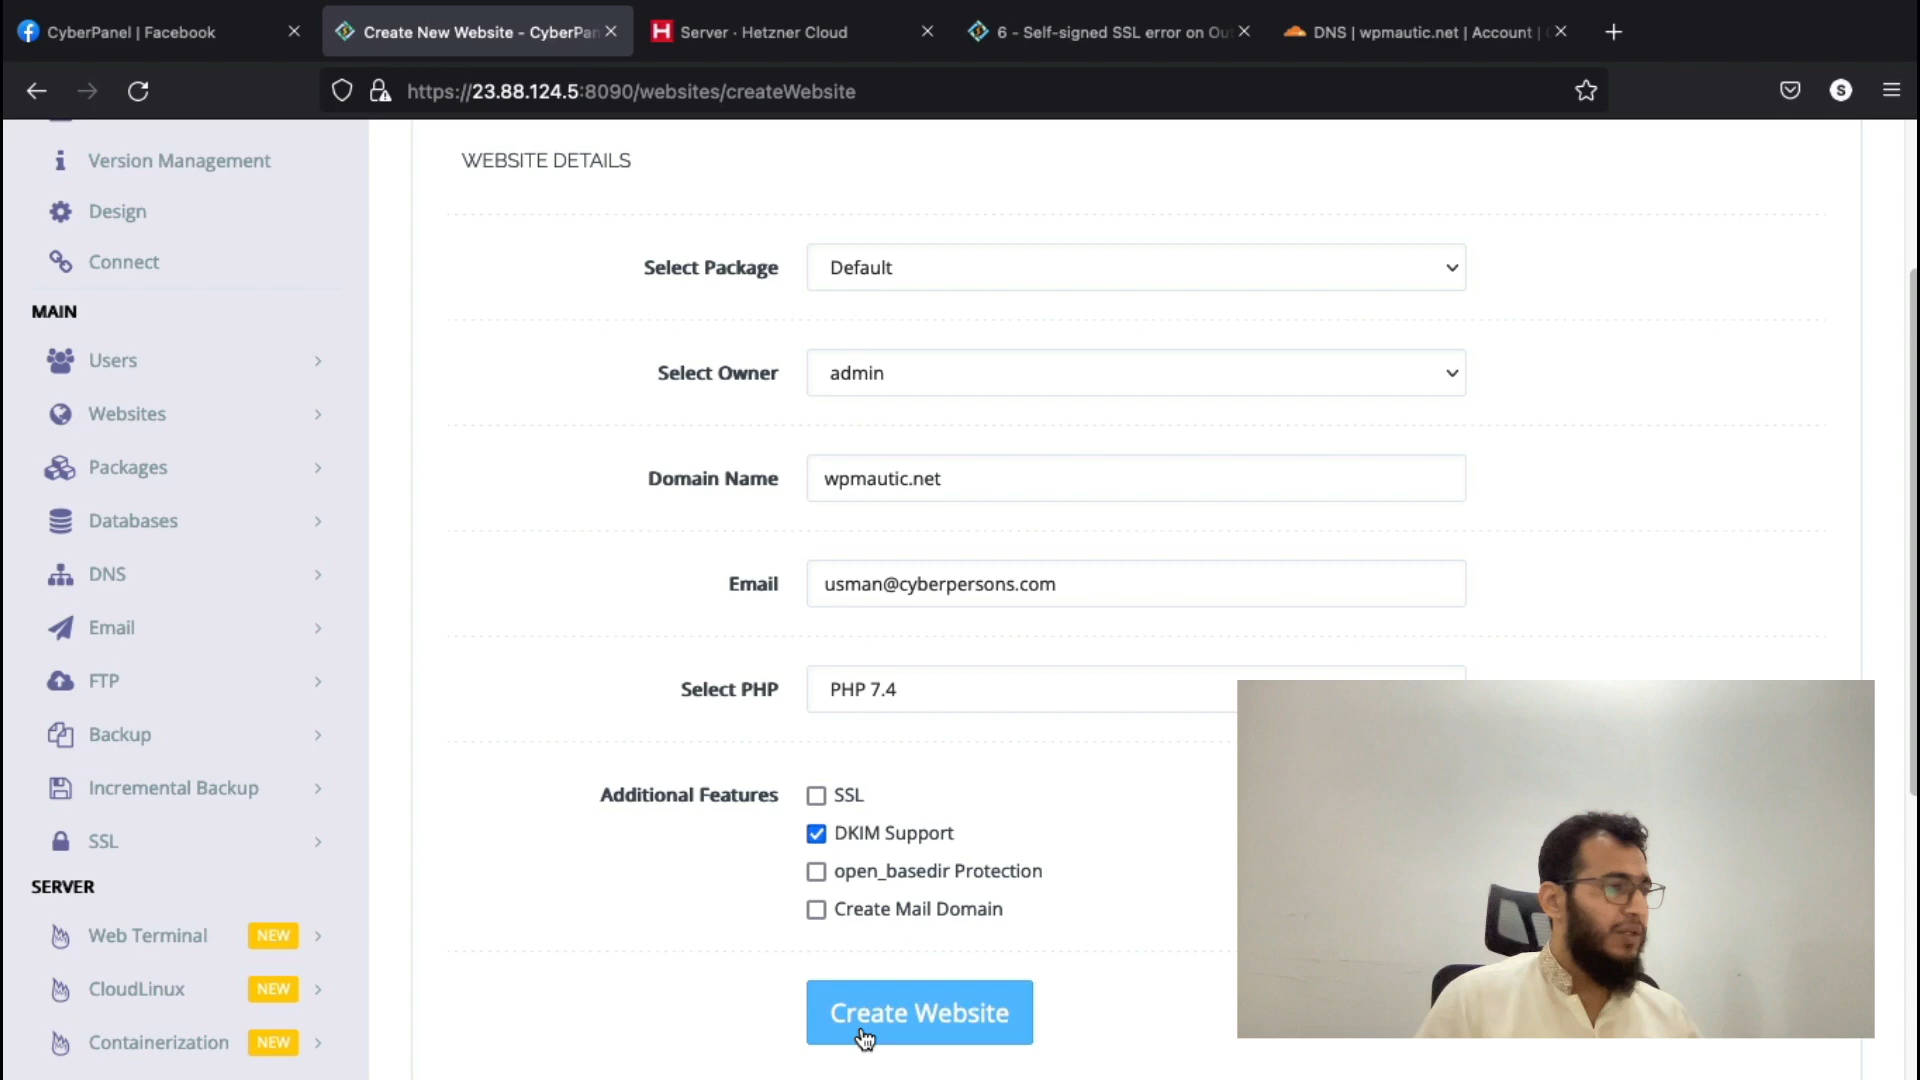 CyberPanel | Facebook
Create New Website - CyberPan
Server · Hetzner Cloud
6 - Self-signed SSL error on Ou
DNS | wpmautic.net | Account |
https://23.88.124.5:8090/websites/createWebsite
S
Version Management
Design
Connect
MAIN
Users
Websites
Packages
Databases
DNS
Email
FTP
Backup
Incremental Backup
SSL
SERVER
Web Terminal NEW
CloudLinux NEW
Containerization NEW
WEBSITE DETAILS
Select Package Default
Select Owner admin
Domain Name wpmautic.net
Email usman@cyberpersons.com
Select PHP PHP 7.4
Additional Features SSL
DKIM Support
open_basedir Protection
Create Mail Domain
Create Website